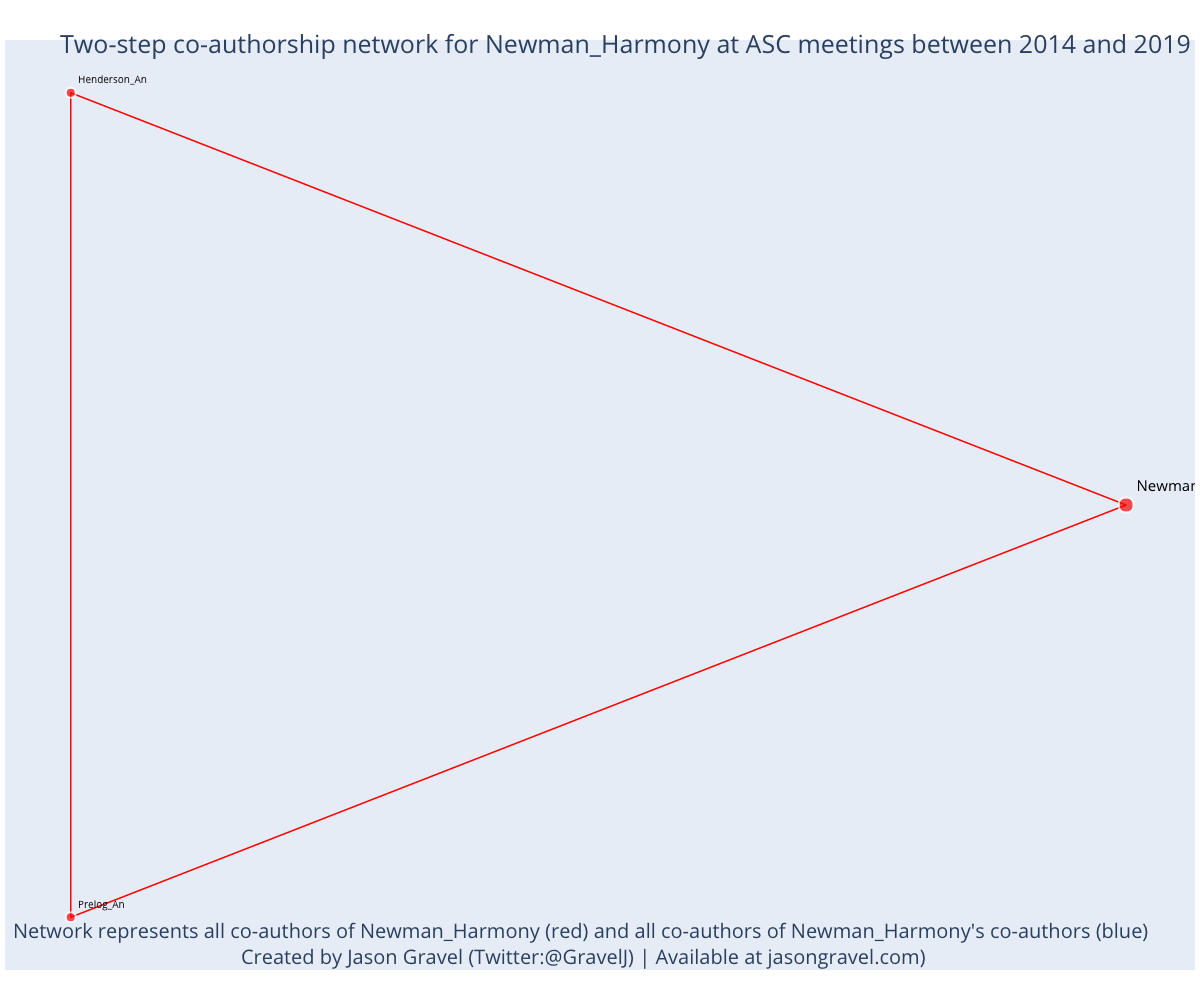 Two-step co-authorship network for Newman_Harmony at ASC meetings between 2014 and 2019
Henderson_An
Newman
Prelog_An
Network represents all co-authors of Newman_Harmony (red) and all co-authors of Newman_Harmony's co-authors (blue)
Created by Jason Gravel (Twitter:@GravelJ) | Available at jasongravel.com)